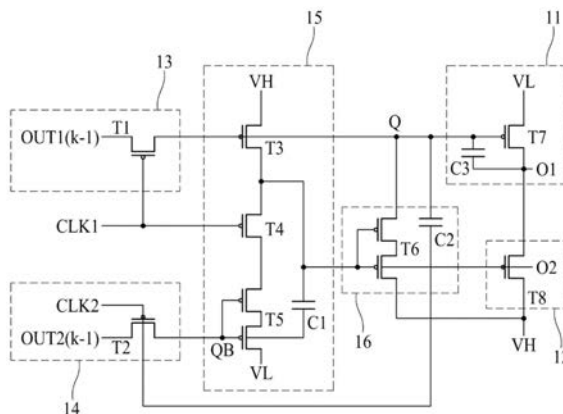 15
11
13
VH
VL
OUT1(k-1)
T1
Q
T3
T7
C3
O1
CLK1
T4
C2
T6
CLK2
O2
T5
C1
T8
OUT2(k-1)
T2
QB
16
VL
VH
14